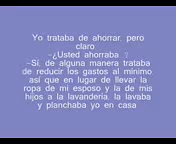 Yo trataba de ahorrar, pero
claro
-¿Usted ahorraba ?
-Si, de alguna manera trataba
de reducir los gastos al mínimo
así que en lugar de llevar la
ropa de mi esposo y la de mis
hijos a la lavandería, la lavaba
y planchaba yo en casa